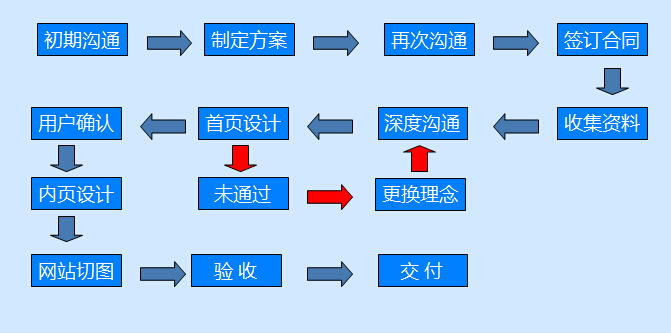 初期沟通
制定方案
再次沟通
签订合同
用户确认
首页设计
深度沟通
收集资料
内页设计
未通过
更换理念
网站切图
验 收
交 付